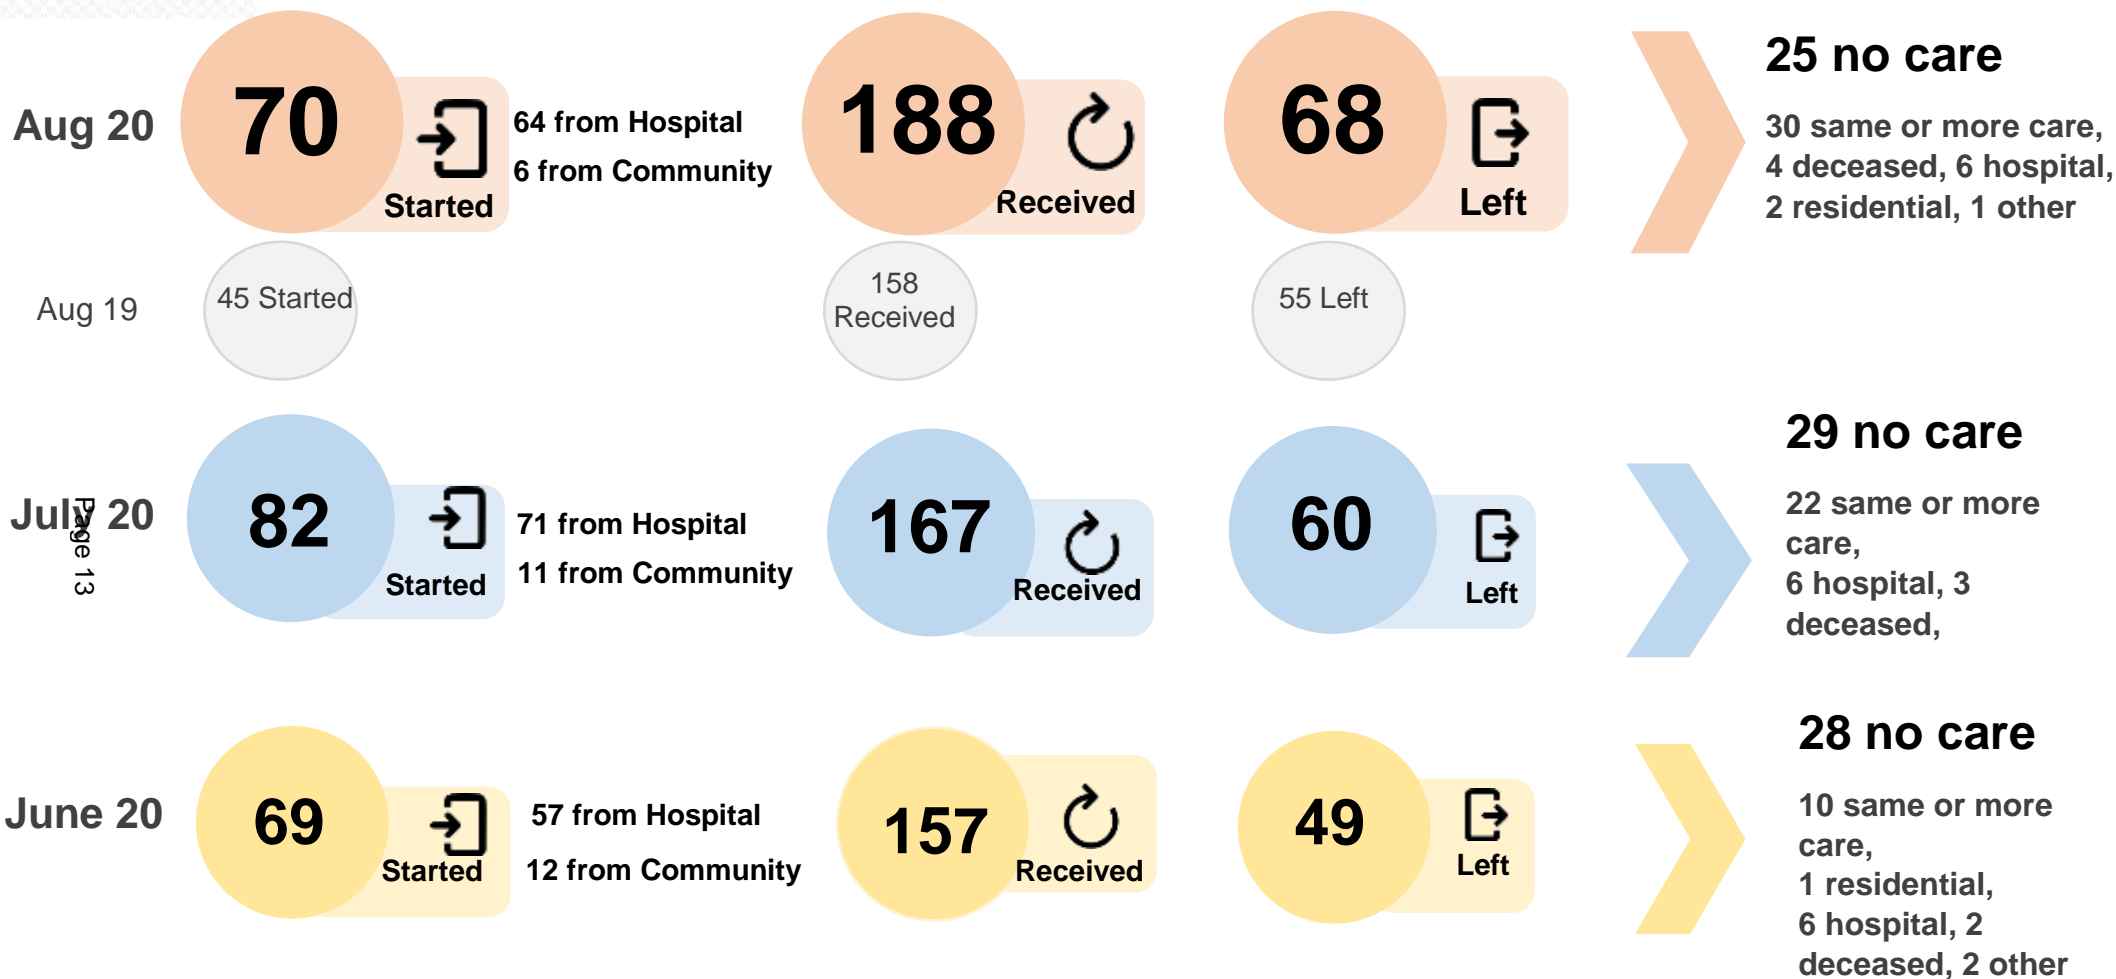 Aug 20
70
Started
64 from Hospital
6 from Community
188
Received
68
Left
25 no care
30 same or more care,
4 deceased, 6 hospital,
2 residential, 1 other
Aug 19
45 Started
158
Received
55 Left
July 20
Page 13
82
Started
71 from Hospital
11 from Community
167
Received
60
Left
29 no care
22 same or more
care,
6 hospital, 3
deceased,
June 20
69
Started
57 from Hospital
12 from Community
157
Received
49
Left
28 no care
10 same or more
care,
1 residential,
6 hospital, 2
deceased, 2 other